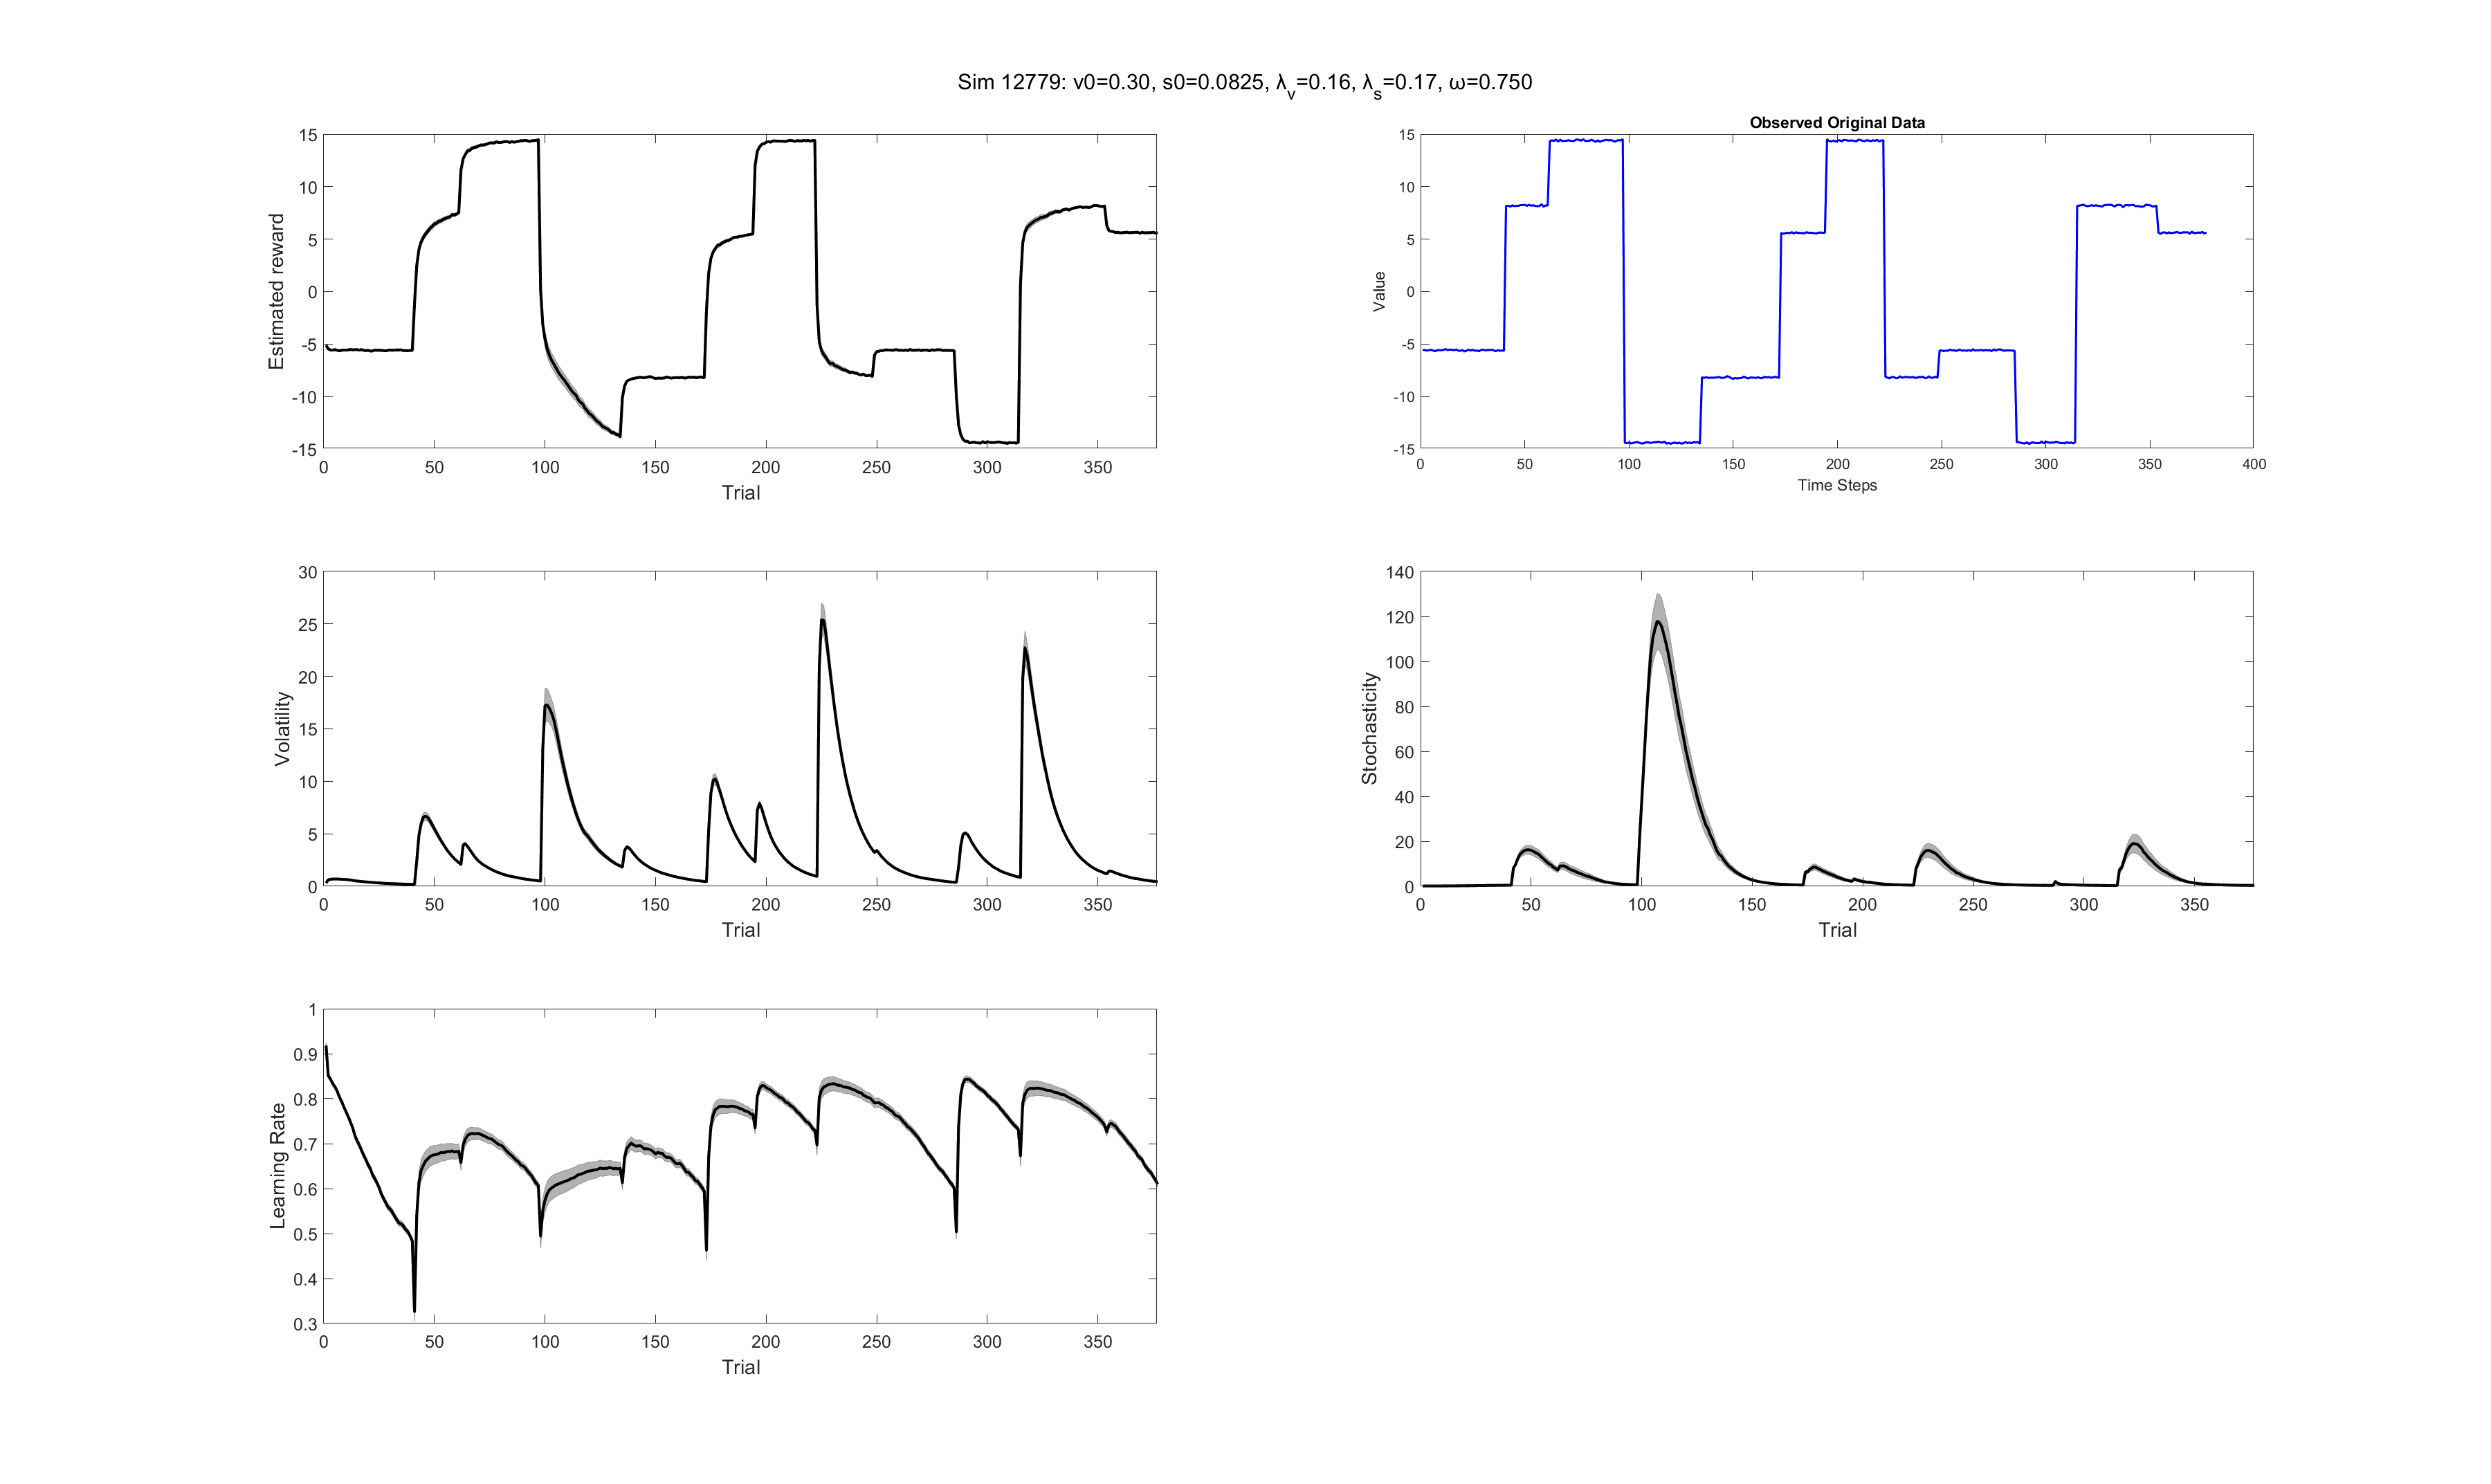 Sim 12779: v0=0.30, s0=0.0825, λv=0.16, λs=0.17, ω=0.750
Observed Original Data
15
10
5
0
-5
-10
-15
Estimated reward
0 50 100 150 200 250 300 350
Trial
15
10
5
0
-5
-10
-15
Value
0 50 100 150 200 250 300 350 400
Time Steps
30
25
20
15
10
5
0
Volatility
0 50 100 150 200 250 300 350
Trial
140
120
100
80
60
40
20
0
Stochasticity
0 50 100 150 200 250 300 350
Trial
1
0.9
0.8
0.7
0.6
0.5
0.4
0.3
Learning Rate
0 50 100 150 200 250 300 350
Trial